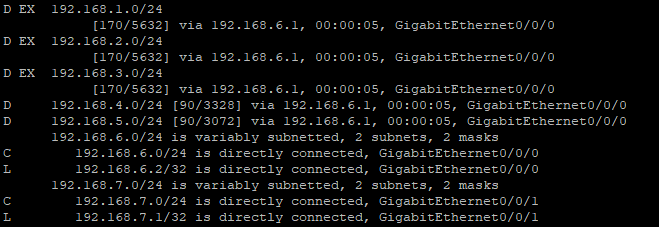 D EX  192.168.1.0/24
           [170/5632] via 192.168.6.1, 00:00:05, GigabitEthernet0/0/0
D EX  192.168.2.0/24
           [170/5632] via 192.168.6.1, 00:00:05, GigabitEthernet0/0/0
D EX  192.168.3.0/24
           [170/5632] via 192.168.6.1, 00:00:05, GigabitEthernet0/0/0
D     192.168.4.0/24 [90/3328] via 192.168.6.1, 00:00:05, GigabitEthernet0/0/0
D     192.168.5.0/24 [90/3072] via 192.168.6.1, 00:00:05, GigabitEthernet0/0/0
      192.168.6.0/24 is variably subnetted, 2 subnets, 2 masks
C        192.168.6.0/24 is directly connected, GigabitEthernet0/0/0
L        192.168.6.2/32 is directly connected, GigabitEthernet0/0/0
      192.168.7.0/24 is variably subnetted, 2 subnets, 2 masks
C        192.168.7.0/24 is directly connected, GigabitEthernet0/0/1
L        192.168.7.1/32 is directly connected, GigabitEthernet0/0/1